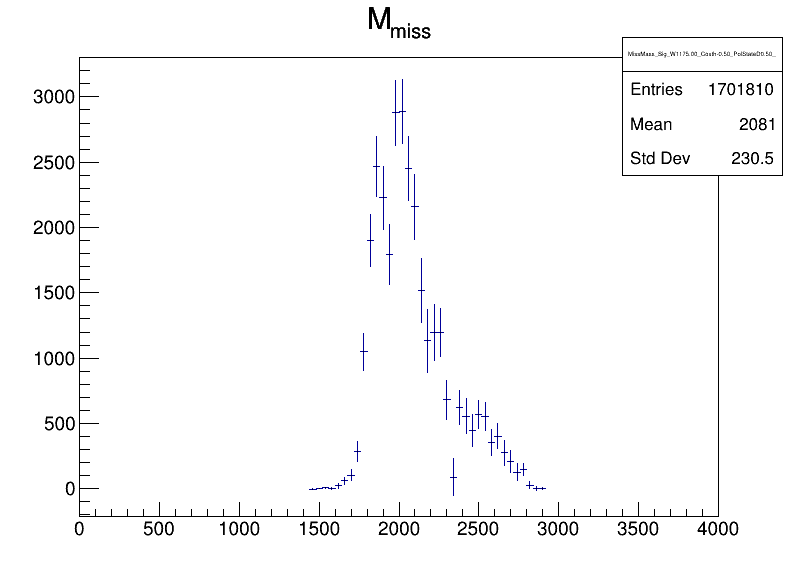 M_miss
MissMass_Sig_W1175.00_Costh-0.50_PolStateD0.50_
Entries 1701810
Mean 2081
Std Dev 230.5
3000
2500
2000
1500
1000
500
0
0 500 1000 1500 2000 2500 3000 3500 4000